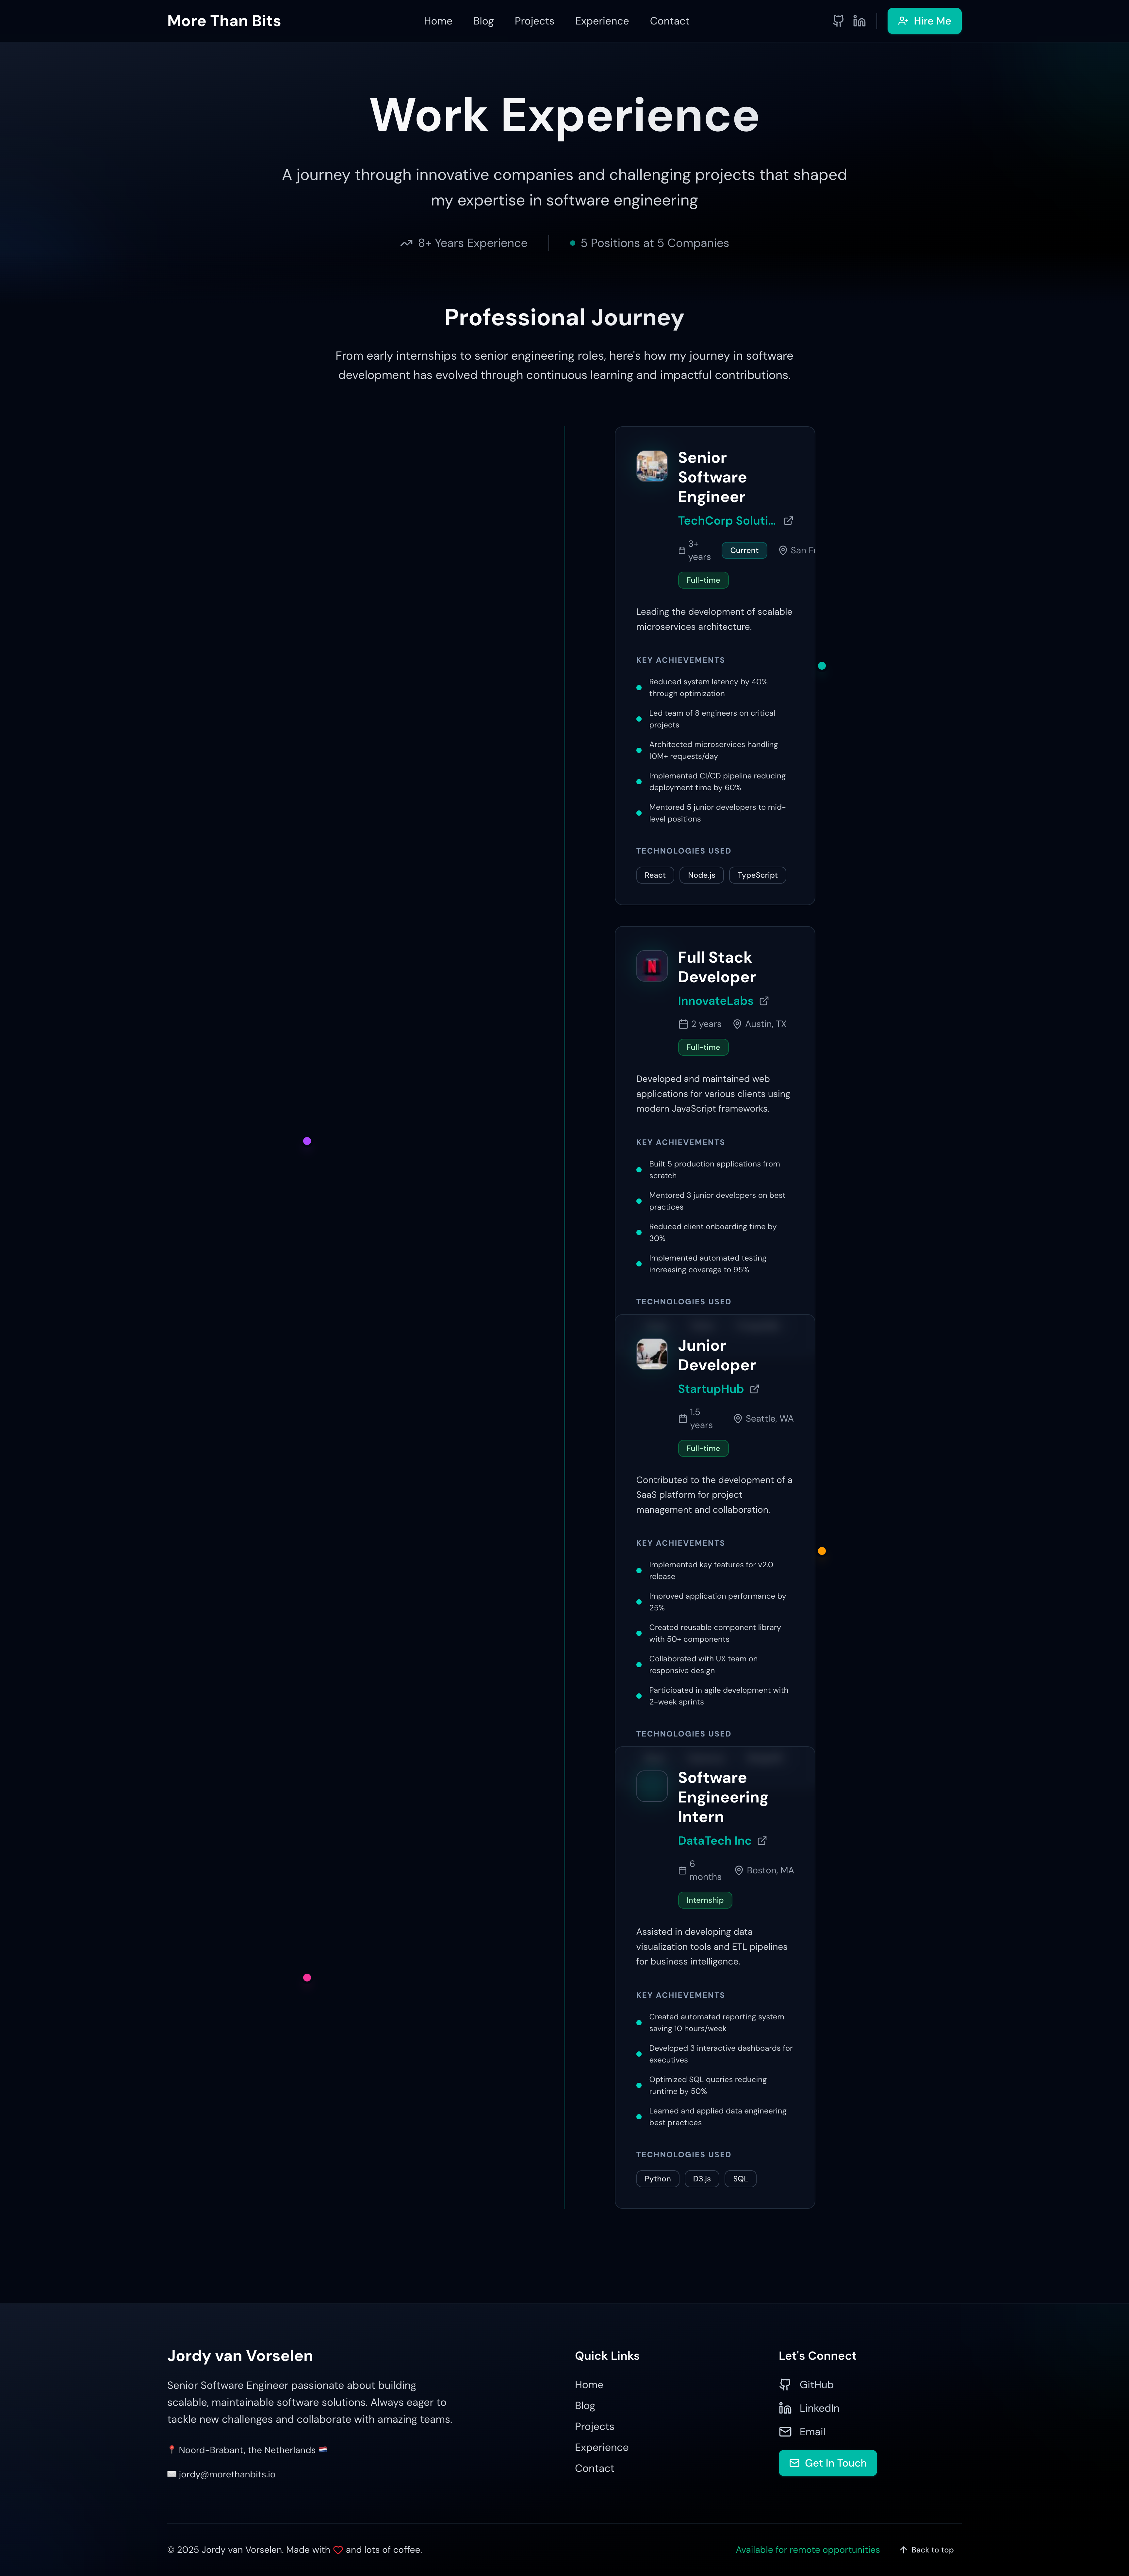 More Than Bits
Home
Blog
Projects
Experience
Contact
Hire Me
Work Experience
A journey through innovative companies and challenging projects that shaped
my expertise in software engineering
8+ Years Experience
5 Positions at 5 Companies
Professional Journey
From early internships to senior engineering roles, here's how my journey in software
development has evolved through continuous learning and impactful contributions.
Senior
Software
Engineer
TechCorp Soluti...
3+
years
Current
San Fr
Full-time
Leading the development of scalable
microservices architecture.
KEY ACHIEVEMENTS
Reduced system latency by 40%
through optimization
Led team of 8 engineers on critical
projects
Architected microservices handling
10M+ requests/day
Implemented CI/CD pipeline reducing
deployment time by 60%
Mentored 5 junior developers to mid-
level positions
TECHNOLOGIES USED
React
Node.js
TypeScript
Full Stack
Developer
InnovateLabs
2 years
Austin, TX
Full-time
Developed and maintained web
applications for various clients using
modern JavaScript frameworks.
KEY ACHIEVEMENTS
Built 5 production applications from
scratch
Mentored 3 junior developers on best
practices
Reduced client onboarding time by
30%
Implemented automated testing
increasing coverage to 95%
TECHNOLOGIES USED
Junior
Developer
StartupHub
1.5
years
Seattle, WA
Full-time
Contributed to the development of a
SaaS platform for project
management and collaboration.
KEY ACHIEVEMENTS
Implemented key features for v2.0
release
Improved application performance by
25%
Created reusable component library
with 50+ components
Collaborated with UX team on
responsive design
Participated in agile development with
2-week sprints
TECHNOLOGIES USED
Software
Engineering
Intern
DataTech Inc
6
months
Boston, MA
Internship
Assisted in developing data
visualization tools and ETL pipelines
for business intelligence.
KEY ACHIEVEMENTS
Created automated reporting system
saving 10 hours/week
Developed 3 interactive dashboards for
executives
Optimized SQL queries reducing
runtime by 50%
Learned and applied data engineering
best practices
TECHNOLOGIES USED
Python
D3.js
SQL
Jordy van Vorselen
Senior Software Engineer passionate about building
scalable, maintainable software solutions. Always eager to
tackle new challenges and collaborate with amazing teams.
📍 Noord-Brabant, the Netherlands 🇳🇱
✉️ jordy@morethanbits.io
Quick Links
Home
Blog
Projects
Experience
Contact
Let's Connect
GitHub
LinkedIn
Email
Get In Touch
© 2025 Jordy van Vorselen. Made with ❤ and lots of coffee.
Available for remote opportunities
Back to top